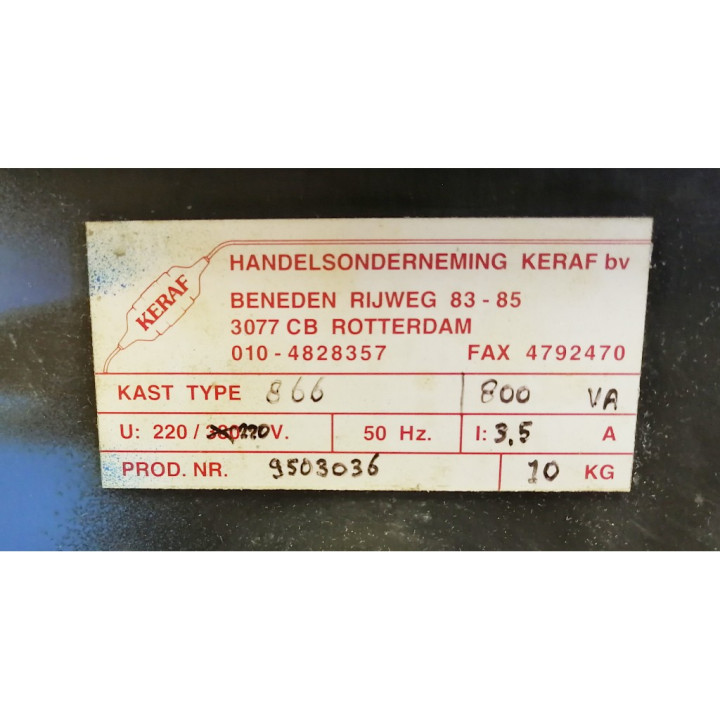 KERAF
HANDELSONDERNEMING KERAF bv
BENEDEN RIJWEG 83 - 85
3077 CB ROTTERDAM
010 - 4828357 FAX 4792470
KAST TYPE 866 800 VA
U: 220 / 380 220 V. 50 Hz. I: 3,5 A
PROD. NR. 9503036 10 KG